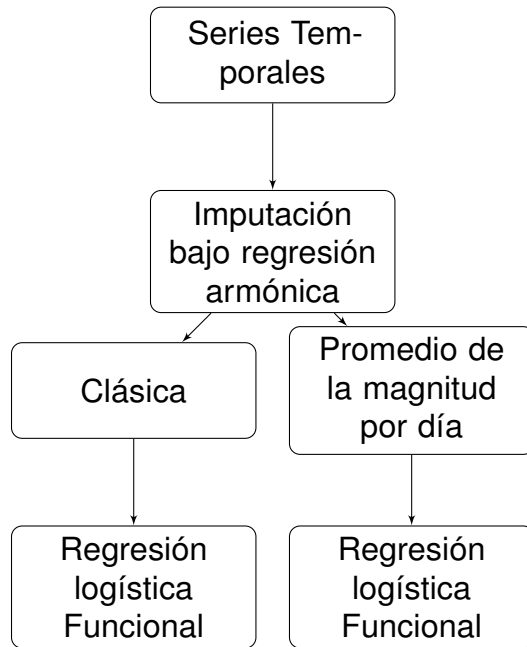 Series Tem-
porales
Imputación
bajo regresión
armónica
Clásica
Promedio de
la magnitud
por día
Regresión
logística
Funcional
Regresión
logística
Funcional